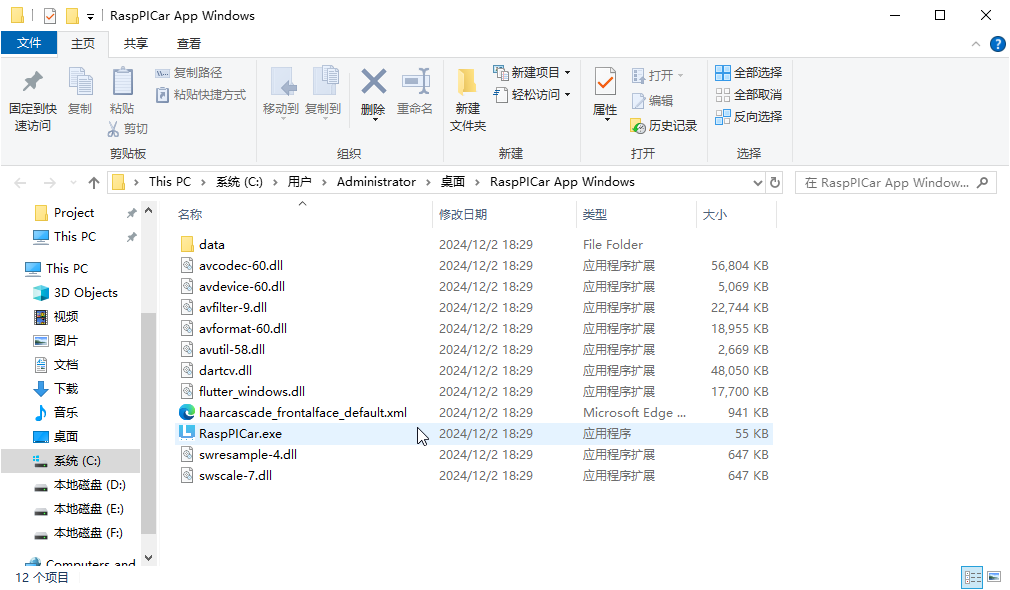 RaspPICar App Windows
文件 主页 共享 查看
固定到快速访问
复制
粘贴
复制路径
粘贴快捷方式
剪切
剪贴板
移动到
复制到
删除
重命名
组织
新建文件夹
新建项目
轻松访问
新建
属性
打开
编辑
历史记录
打开
全部选择
全部取消
反向选择
选择
This PC 系统 (C:) 用户 Administrator 桌面 RaspPICar App Windows
在 RaspPICar App Window...
Project
This PC
This PC
3D Objects
视频
图片
文档
下载
音乐
桌面
系统 (C:)
本地磁盘 (D:)
本地磁盘 (E:)
本地磁盘 (F:)
Computers and
名称 修改日期 类型 大小
data 2024/12/2 18:29 File Folder
avcodec-60.dll 2024/12/2 18:29 应用程序扩展 56,804 KB
avdevice-60.dll 2024/12/2 18:29 应用程序扩展 5,069 KB
avfilter-9.dll 2024/12/2 18:29 应用程序扩展 22,744 KB
avformat-60.dll 2024/12/2 18:29 应用程序扩展 18,955 KB
avutil-58.dll 2024/12/2 18:29 应用程序扩展 2,669 KB
dartcv.dll 2024/12/2 18:29 应用程序扩展 48,050 KB
flutter_windows.dll 2024/12/2 18:29 应用程序扩展 17,700 KB
haarcascade_frontalface_default.xml 2024/12/2 18:29 Microsoft Edge ... 941 KB
RaspPICar.exe 2024/12/2 18:29 应用程序 55 KB
swresample-4.dll 2024/12/2 18:29 应用程序扩展 647 KB
swscale-7.dll 2024/12/2 18:29 应用程序扩展 647 KB
12 个项目